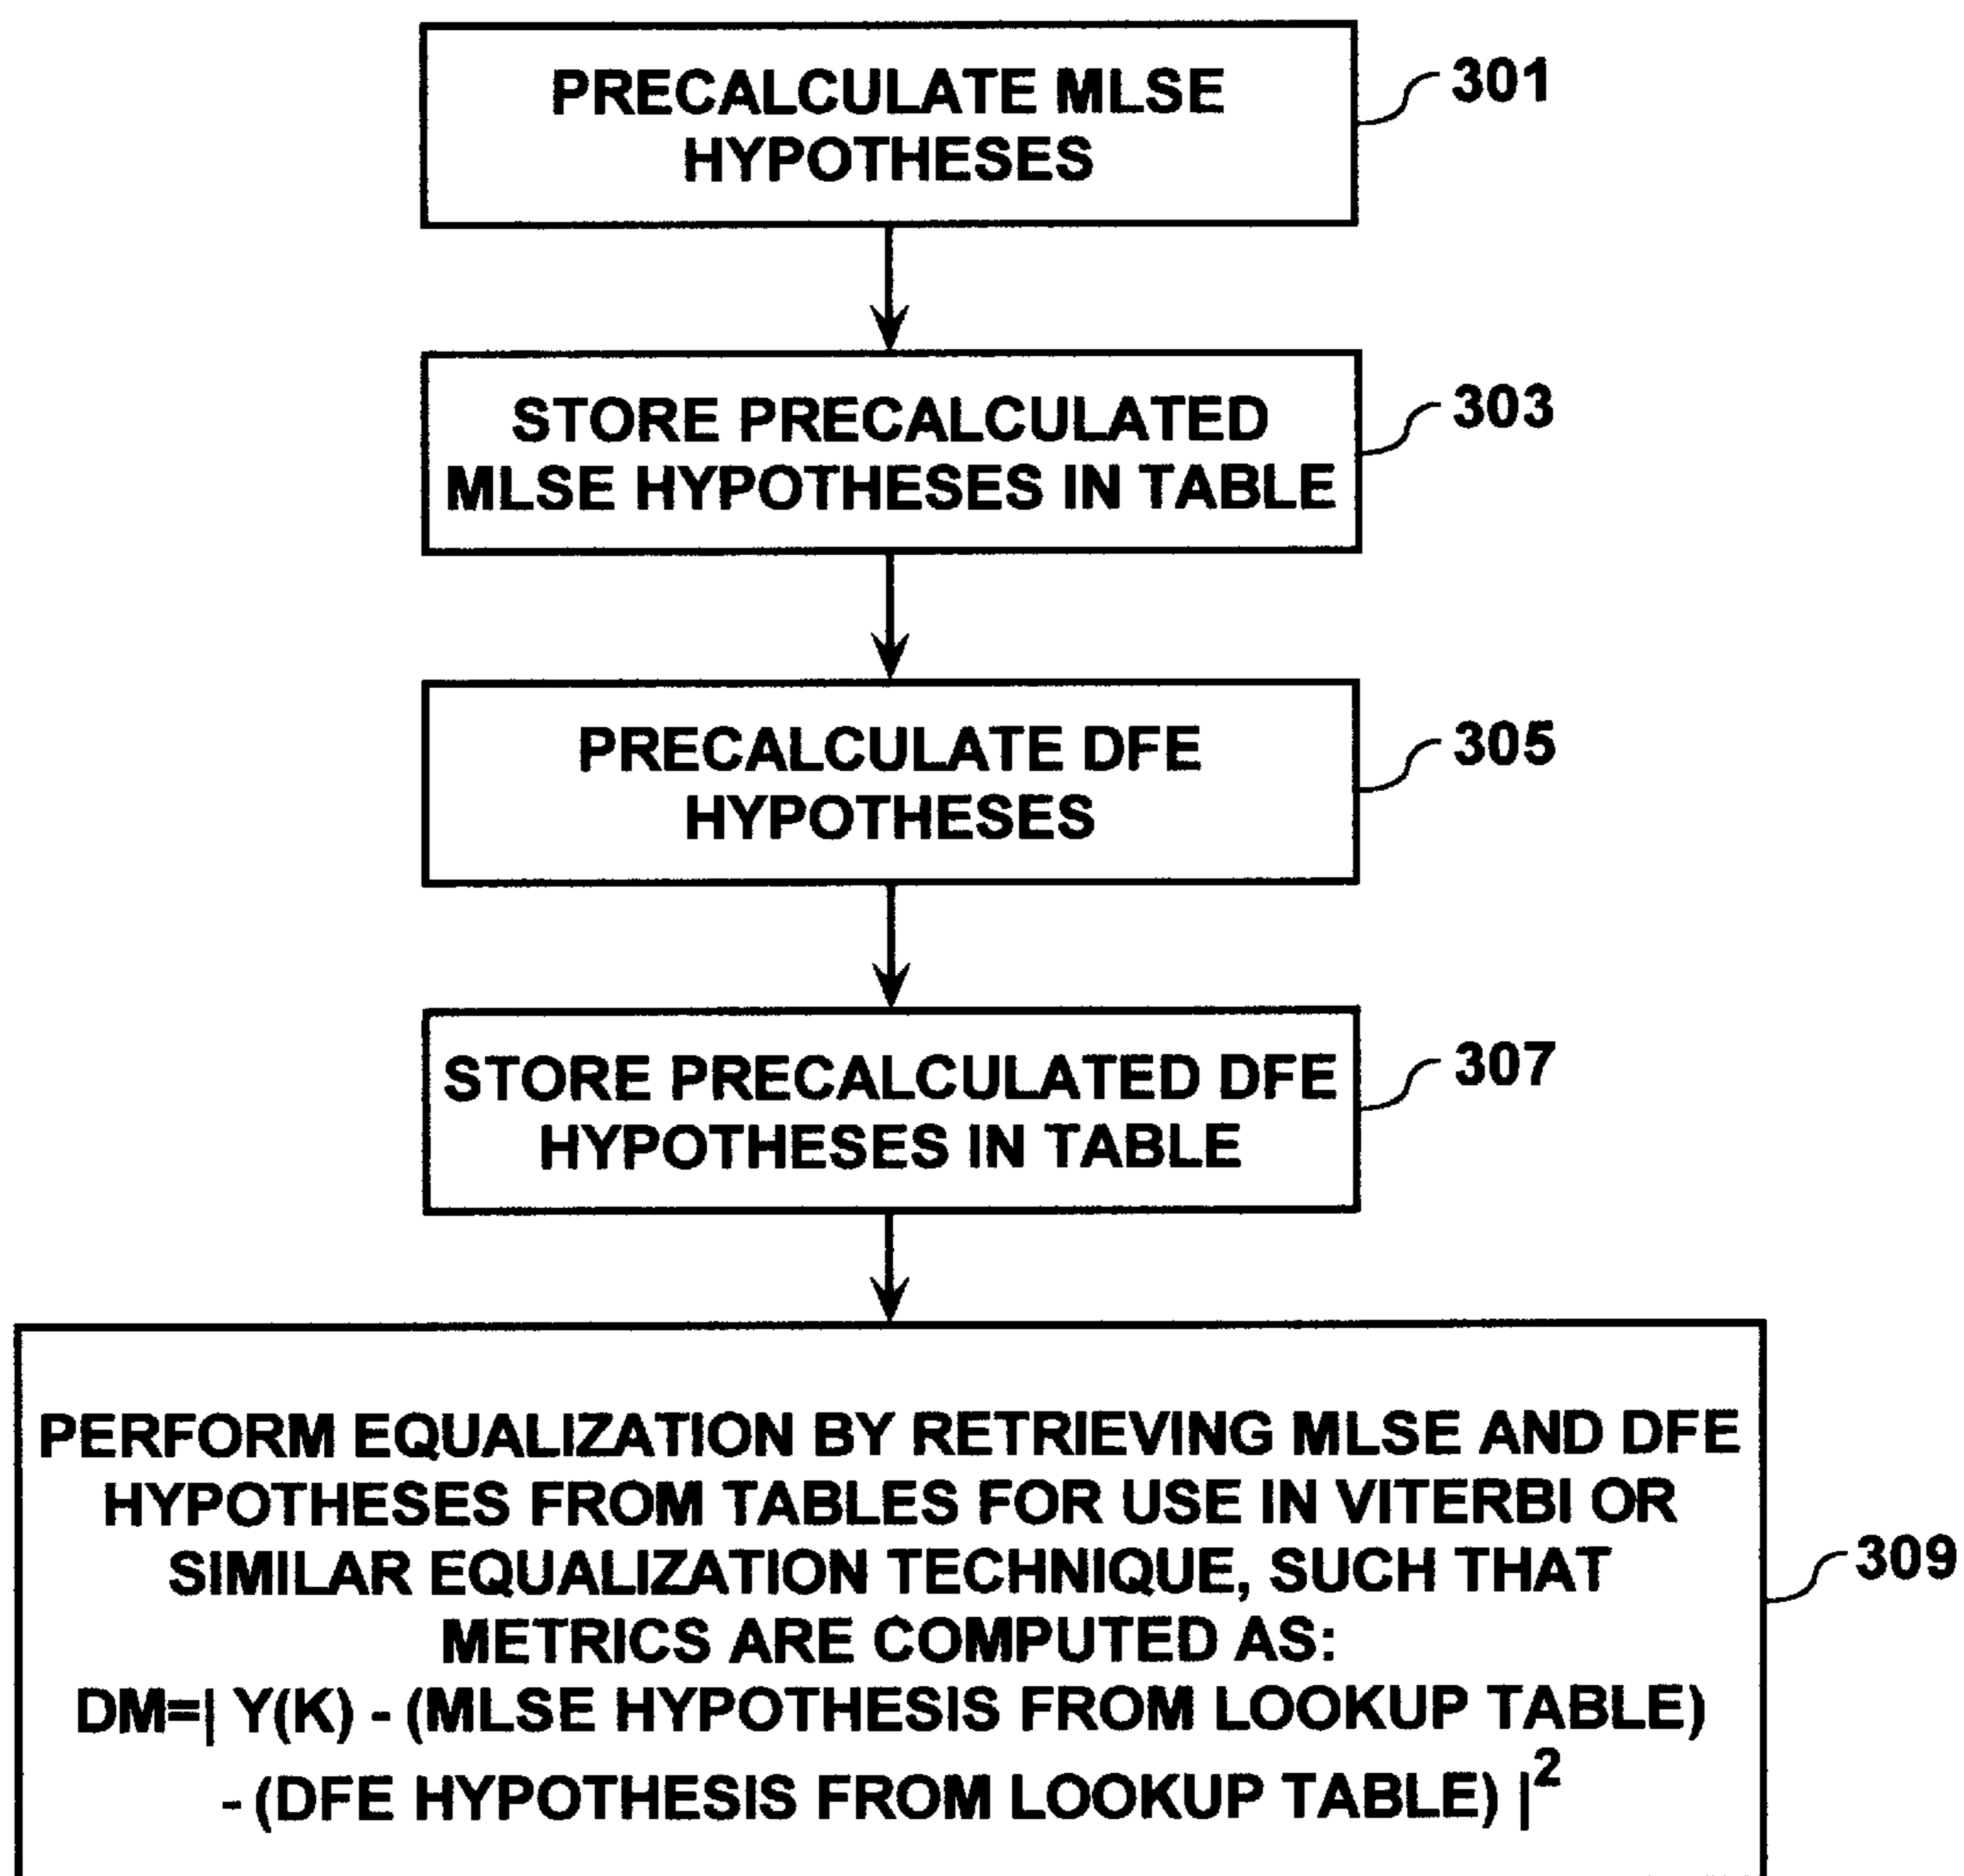 PRECALCULATE MLSE
HYPOTHESES
301
STORE PRECALCULATED
MLSE HYPOTHESES IN TABLE
303
PRECALCULATE DFE
HYPOTHESES
305
STORE PRECALCULATED DFE
HYPOTHESES IN TABLE
307
PERFORM EQUALIZATION BY RETRIEVING MLSE AND DFE
HYPOTHESES FROM TABLES FOR USE IN VITERBI OR
SIMILAR EQUALIZATION TECHNIQUE, SUCH THAT
METRICS ARE COMPUTED AS:
DM=| Y(K) - (MLSE HYPOTHESIS FROM LOOKUP TABLE)
- (DFE HYPOTHESIS FROM LOOKUP TABLE) |²
309